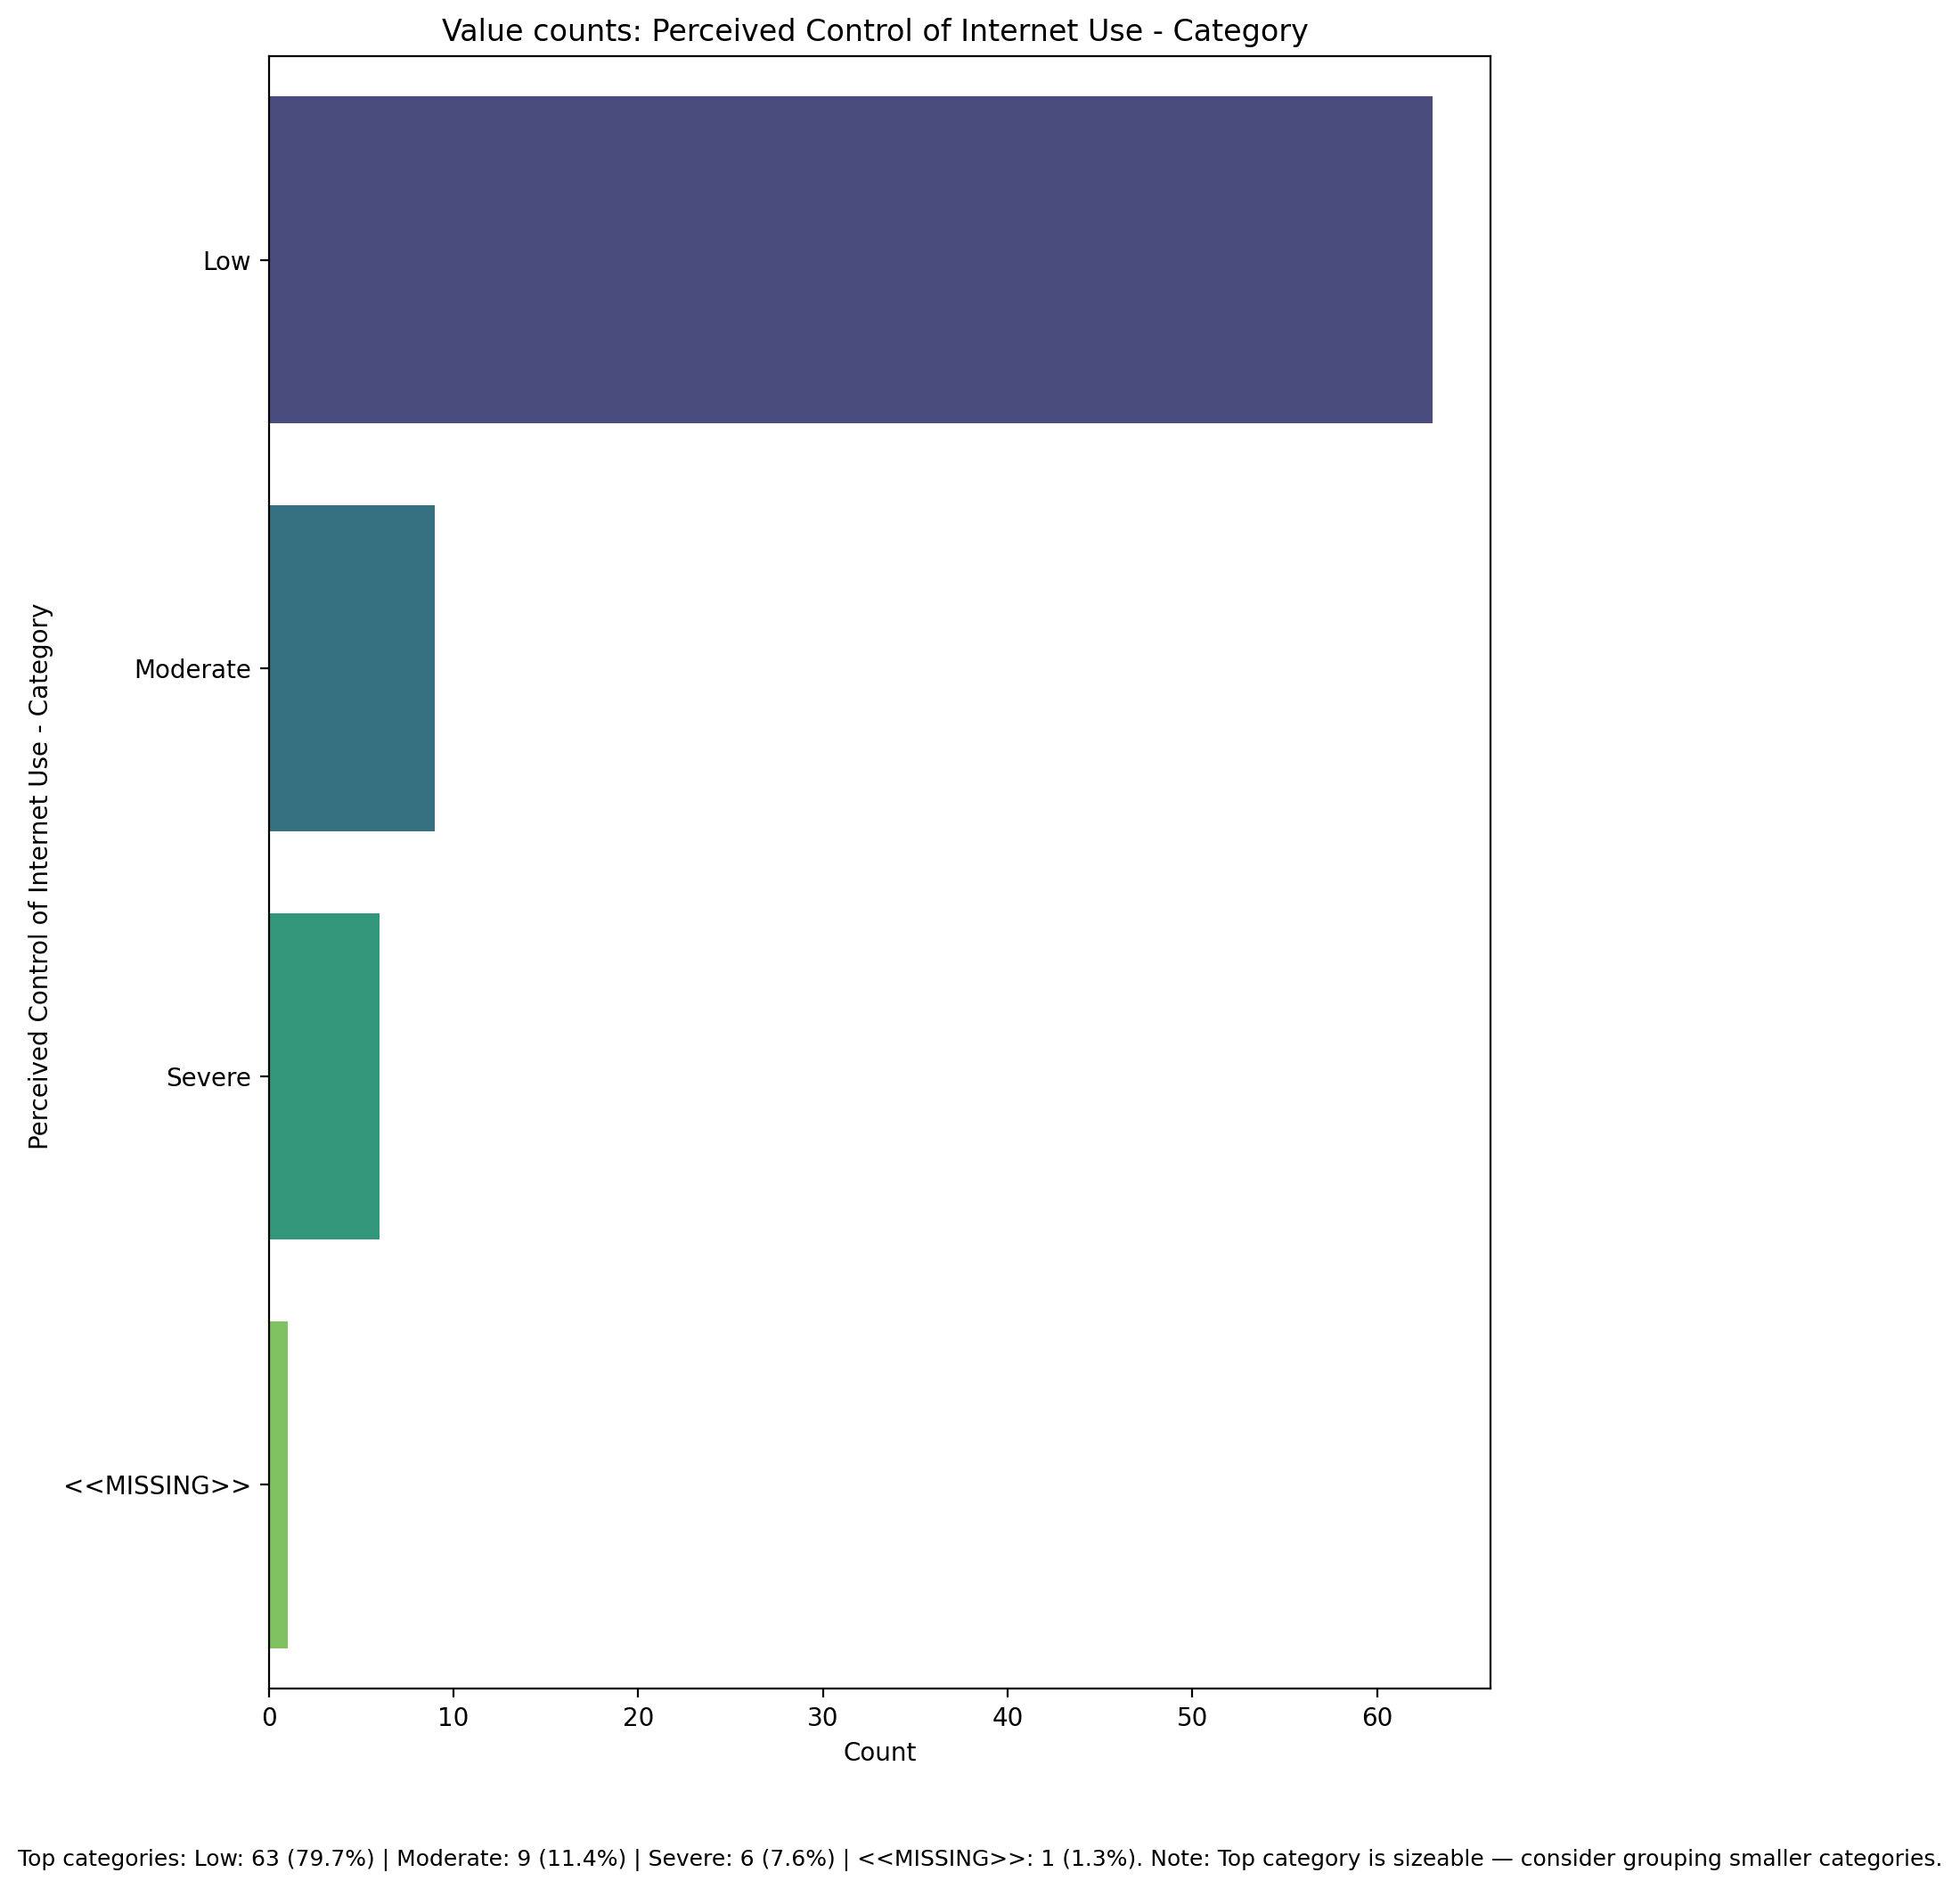 Value counts: Perceived Control of Internet Use - Category
Perceived Control of Internet Use - Category
Low
Moderate
Severe
<<MISSING>>
0 10 20 30 40 50 60
Count
Top categories: Low: 63 (79.7%) | Moderate: 9 (11.4%) | Severe: 6 (7.6%) | <<MISSING>>: 1 (1.3%). Note: Top category is sizeable — consider grouping smaller categories.